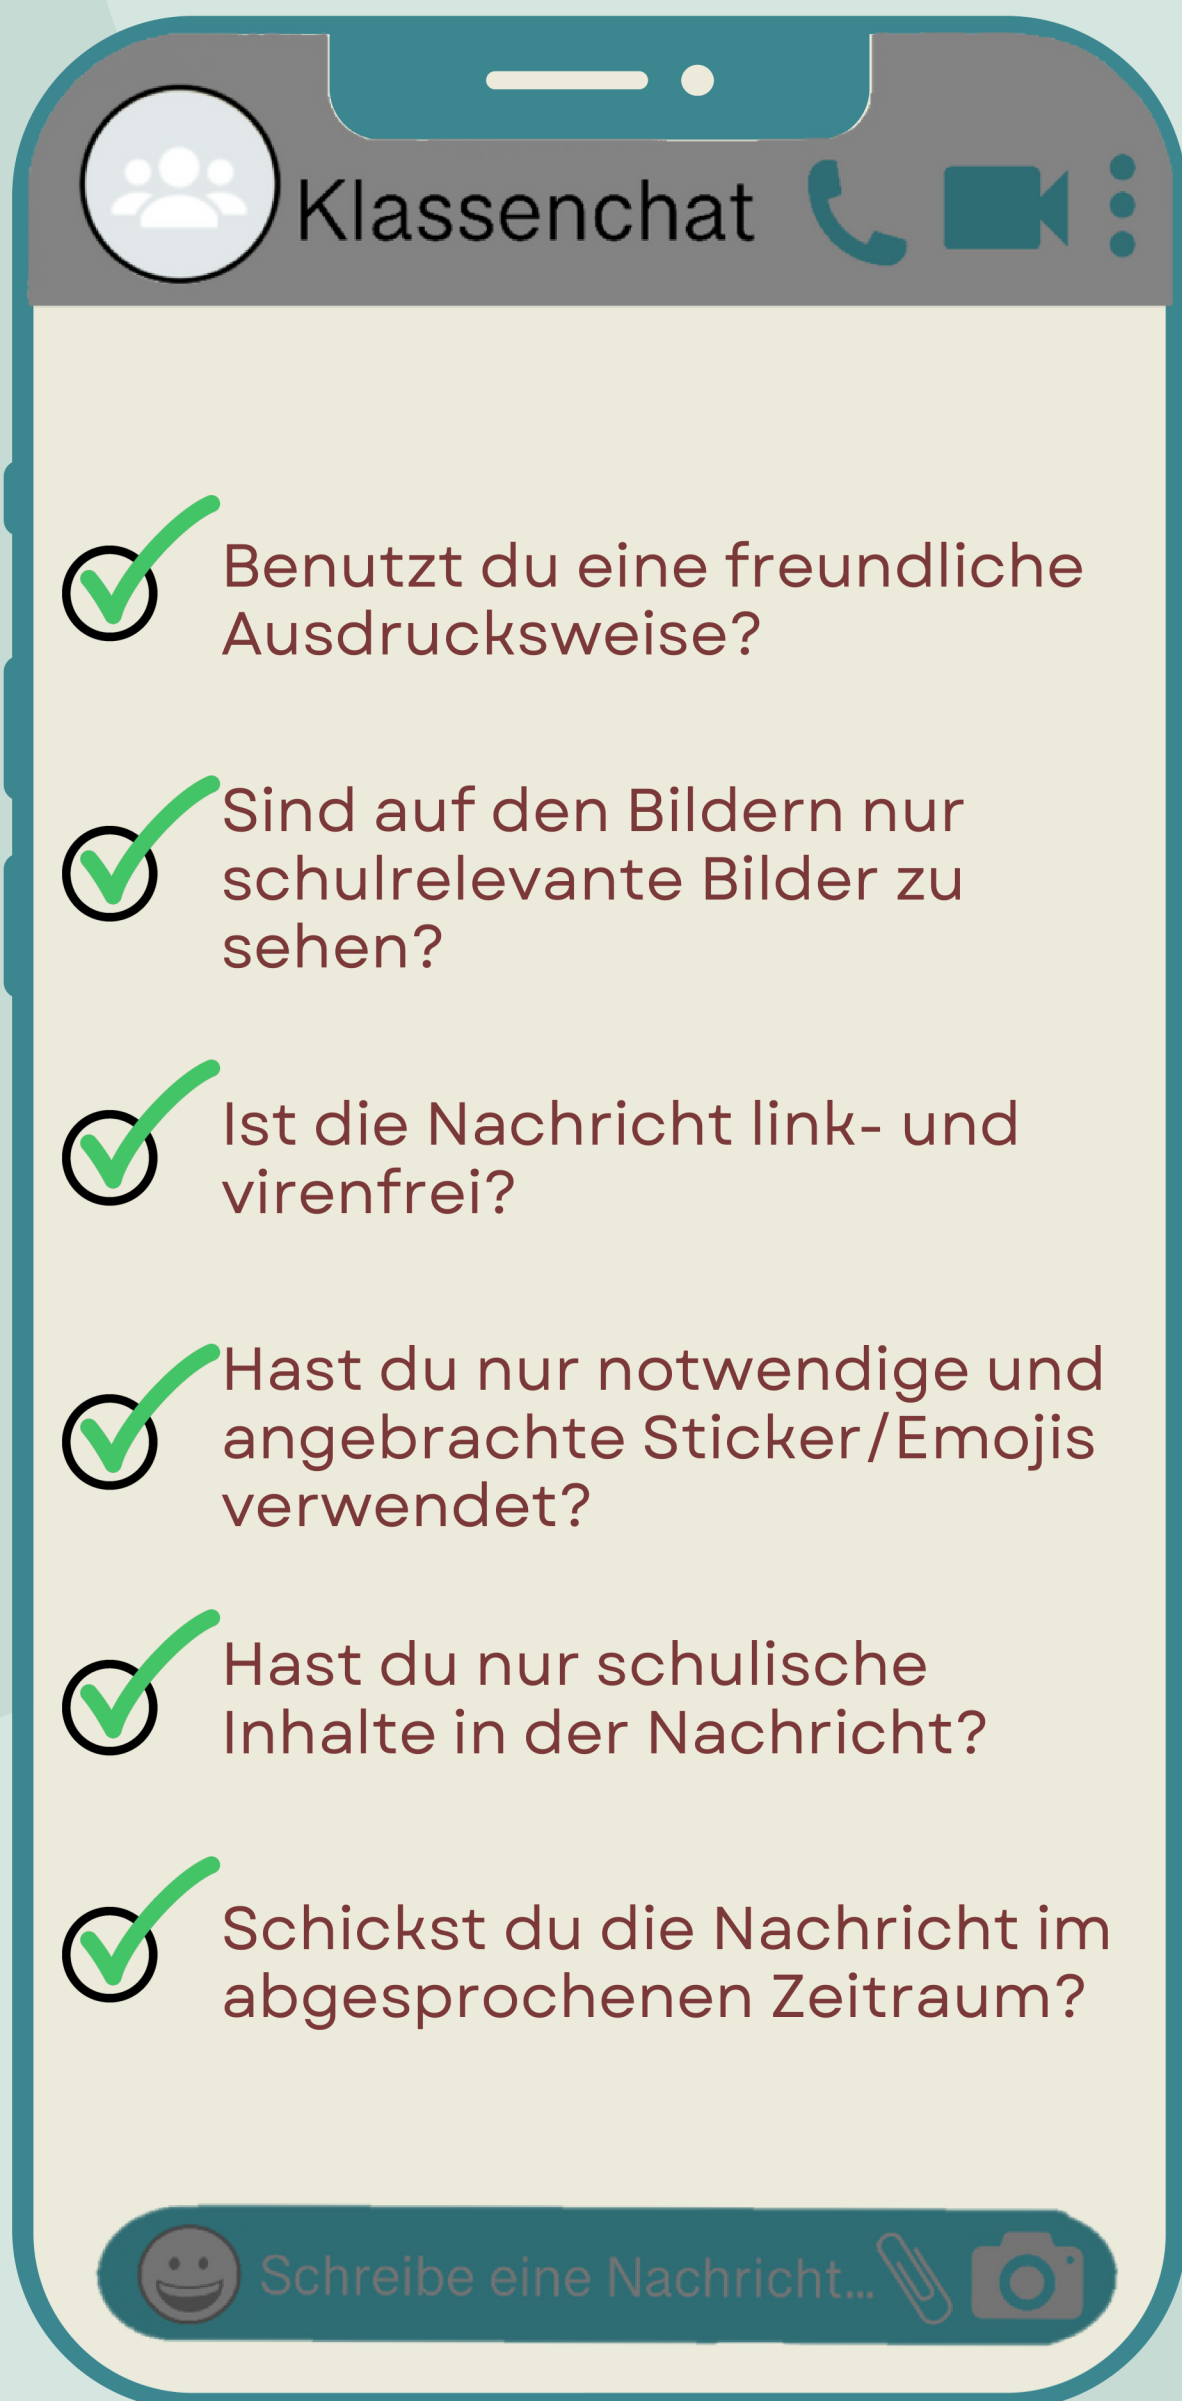 Klassenchat
Benutzt du eine freundliche
Ausdrucksweise?
Sind auf den Bildern nur
schulrelevante Bilder zu
sehen?
Ist die Nachricht link- und
virenfrei?
Hast du nur notwendige und
angebrachte Sticker/Emojis
verwendet?
Hast du nur schulische
Inhalte in der Nachricht?
Schickst du die Nachricht im
abgesprochenen Zeitraum?
Schreibe eine Nachricht...